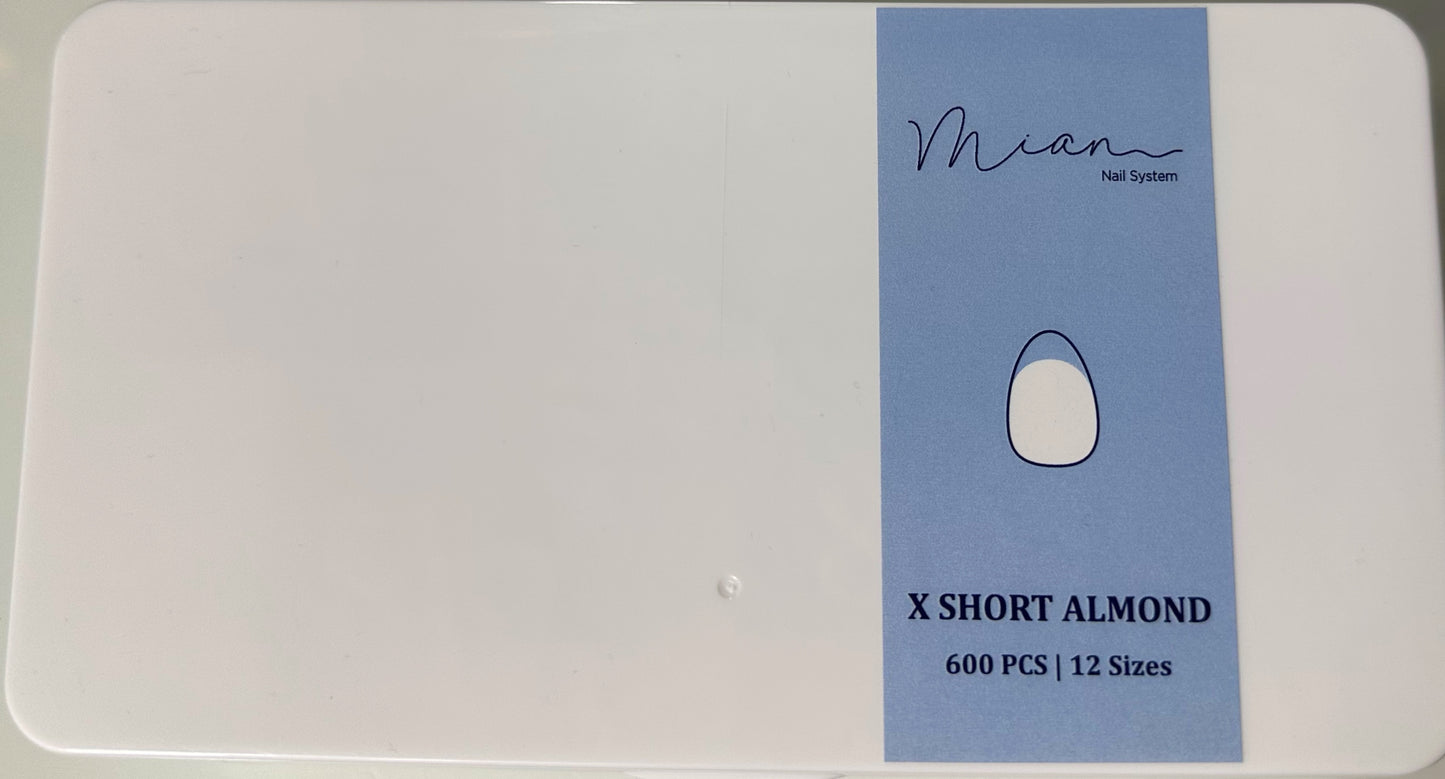 Mian
Nail System
X SHORT ALMOND
600 PCS | 12 Sizes